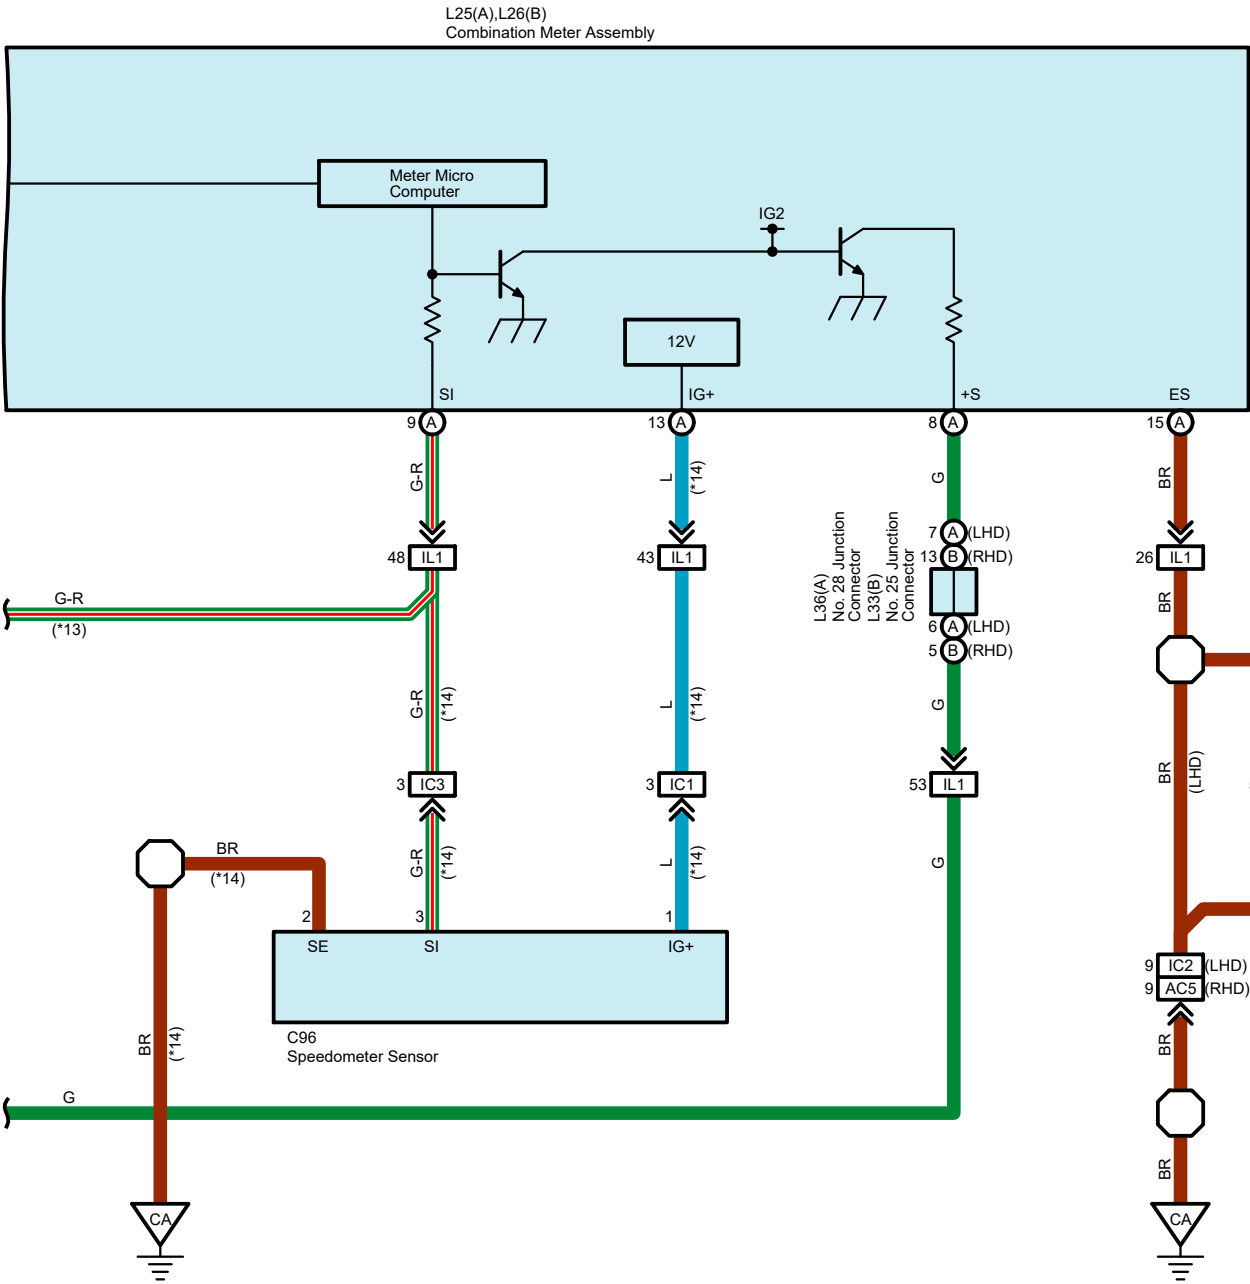 L25(A),L26(B)
Combination Meter Assembly
Meter Micro
Computer
IG2
12V
SI
IG+
+S
ES
9 A
13 A
8 A
15 A
G-R
L
(*14)
G
BR
7 A (LHD)
13 B (RHD)
L36(A)
No. 28 Junction
Connector
L33(B)
No. 25 Junction
Connector
48 IL1
43 IL1
26 IL1
G-R
(*13)
BR
6 A (LHD)
5 B (RHD)
G-R
(*14)
L
(*14)
G
BR
(LHD)
3 IC3
3 IC1
53 IL1
BR
(*14)
G-R
(*14)
L
(*14)
G
2
3
1
SE
SI
IG+
9 IC2 (LHD)
9 AC5 (RHD)
C96
Speedometer Sensor
BR
(*14)
BR
G
BR
CA
CA